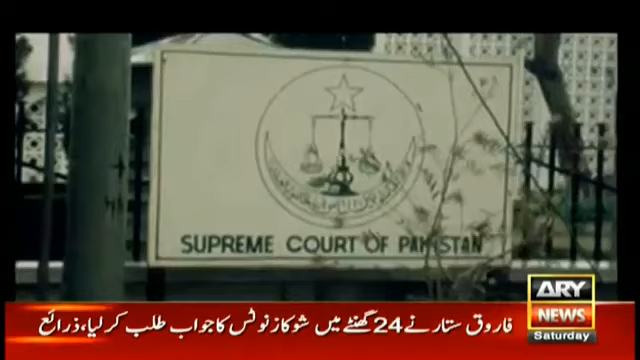 SUPREME COURT OF PAKISTAN
فاروق ستار نے 24 گھنٹے میں شوکاز نوٹس کا جواب طلب کر لیا، ذرائع
ARY
NEWS
Saturday